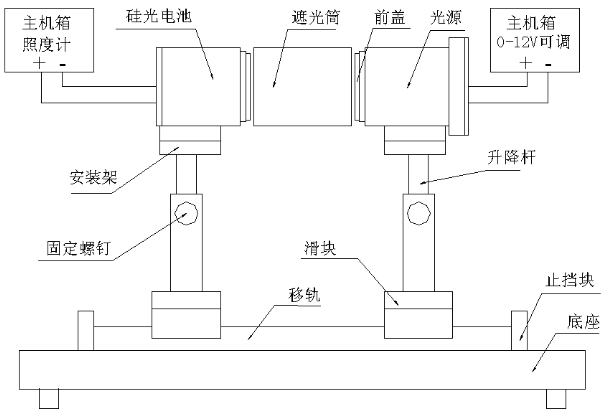 主机箱
照度计
+ -
硅光电池
遮光筒
前盖
光源
主机箱
0-12V可调
+ -
安装架
升降杆
固定螺钉
滑块
移轨
止挡块
底座